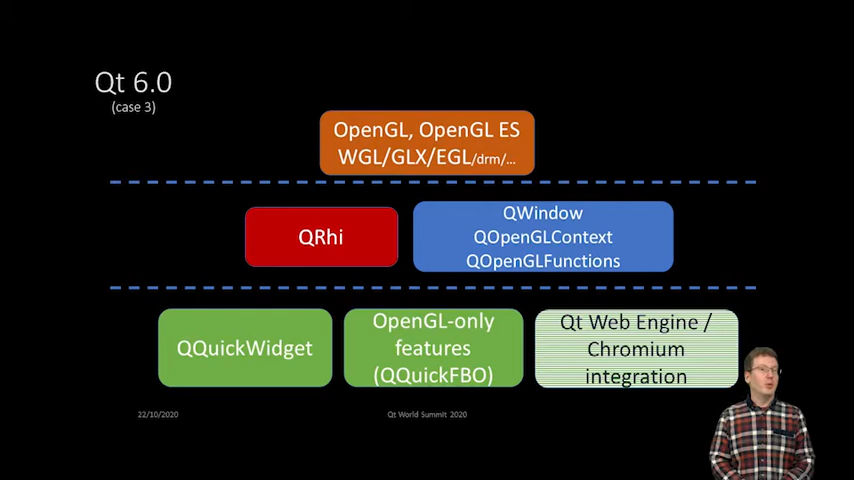 Qt 6.0
(case 3)
OpenGL, OpenGL ES
WGL/GLX/EGL/drm/...
QRhi
QWindow
QOpenGLContext
QOpenGLFunctions
QQuickWidget
OpenGL-only
features
(QQuickFBO)
Qt Web Engine /
Chromium
integration
22/10/2020
Qt World Summit 2020